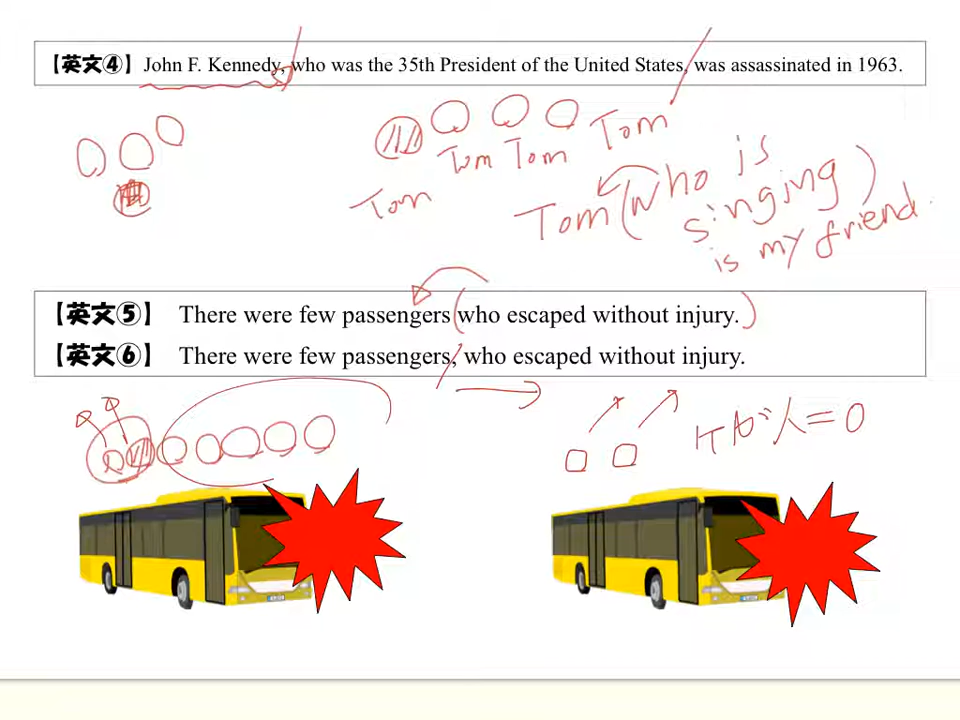 【英文④】 John F. Kennedy, who was the 35th President of the United States, was assassinated in 1963.
Tom Tom Tom
Tom
Tom (who is singing) is my friend.
【英文⑤】 There were few passengers (who escaped without injury.)
【英文⑥】 There were few passengers, who escaped without injury.
ケガ人=0